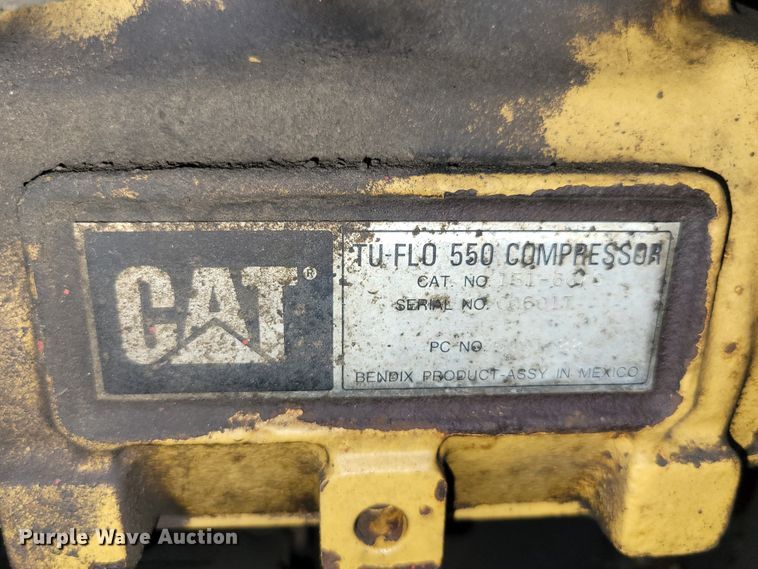 CAT®
TU-FLO 550 COMPRESSOR
CAT. NO.
SERIAL NO.
PC NO.
BENDIX PRODUCT-ASSY IN MEXICO
Purple Wave Auction